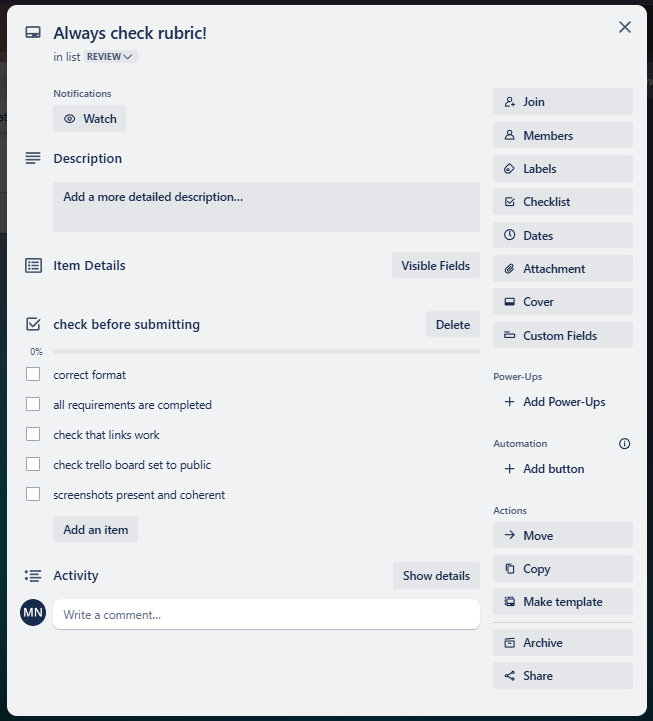 Always check rubric!
in list REVIEW
Notifications
Watch
Description
Add a more detailed description...
Item Details
Visible Fields
check before submitting
Delete
0%
correct format
all requirements are completed
check that links work
check trello board set to public
screenshots present and coherent
Add an item
Activity
Show details
MN
Write a comment...
Join
Members
Labels
Checklist
Dates
Attachment
Cover
Custom Fields
Power-Ups
Add Power-Ups
Automation
Add button
Actions
Move
Copy
Make template
Archive
Share